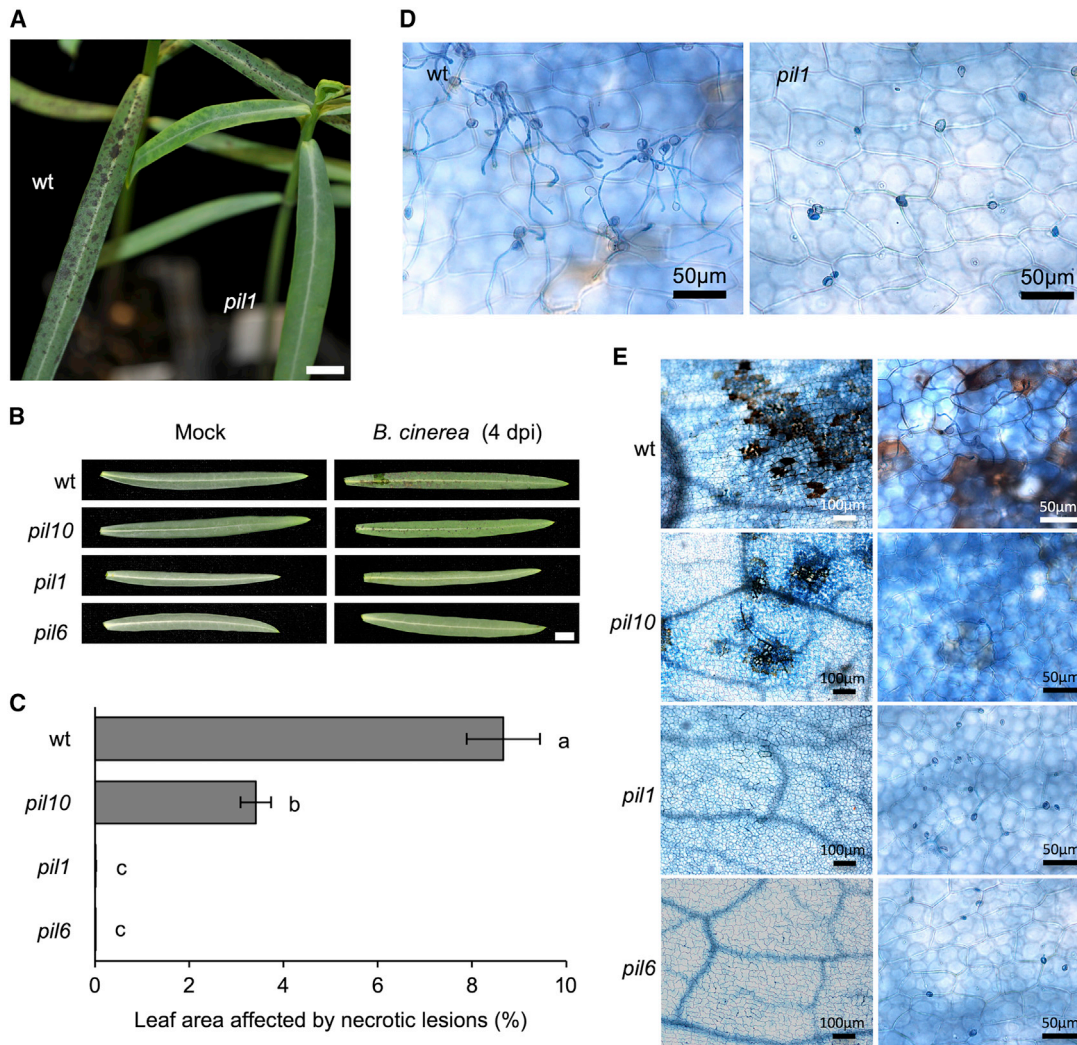 A
wt
pil1
B
Mock
B. cinerea (4 dpi)
wt
pil10
pil1
pil6
C
wt
a
pil10
b
pil1
c
pil6
c
0 2 4 6 8 10
Leaf area affected by necrotic lesions (%)
D
wt
50µm
pil1
50µm
E
wt
100µm
50µm
pil10
100µm
50µm
pil1
100µm
50µm
pil6
100µm
50µm